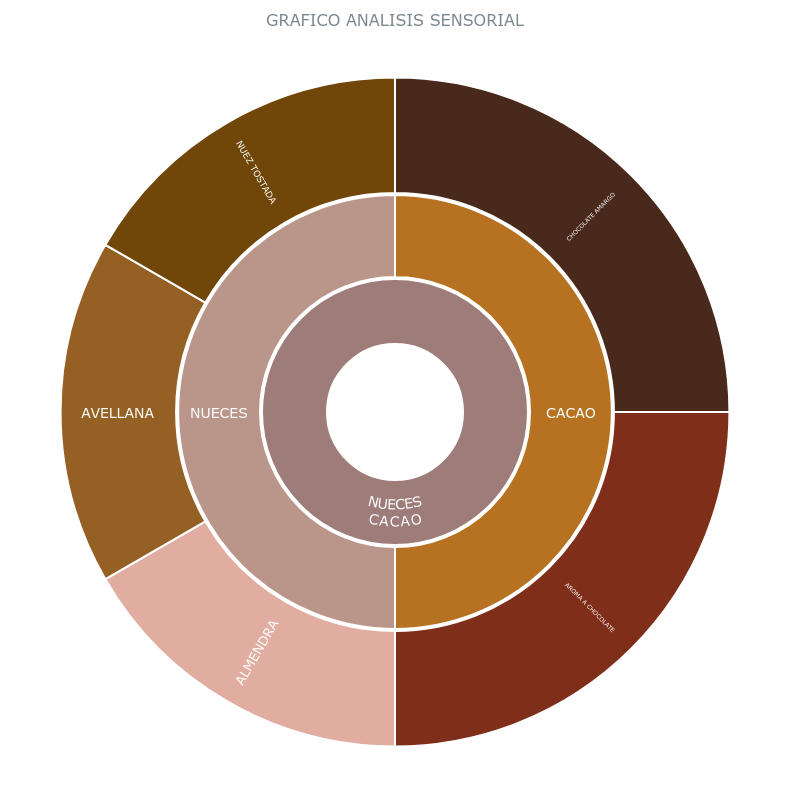 GRAFICO ANALISIS SENSORIAL
NUEZ TOSTADA
CHOCOLATE AMARGO
AVELLANA
NUECES
CACAO
NUECES
CACAO
AROMA A CHOCOLATE
ALMENDRA